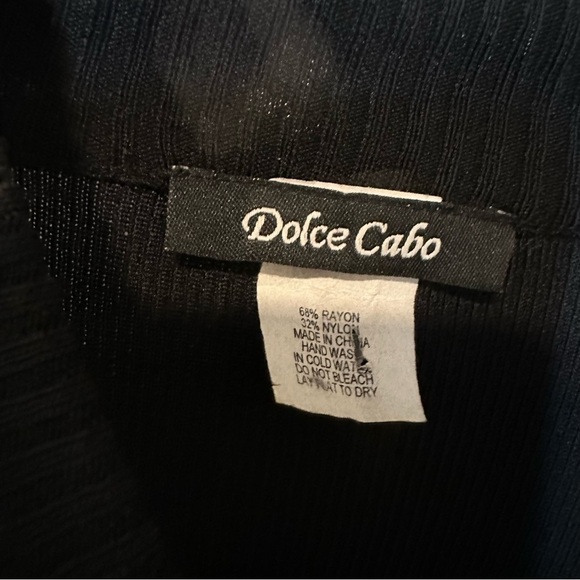 Dolce Cabo
68% RAYON
32% NYLON
MADE IN CHINA
HAND WASH
IN COLD WATER
DO NOT BLEACH
LAY FLAT TO DRY